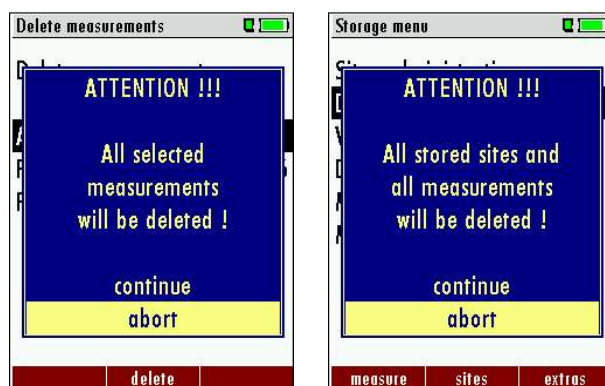 Delete measurements
ATTENTION !!!
All selected
measurements
will be deleted !
continue
abort
delete
Storage menu
ATTENTION !!!
All stored sites and
all measurements
will be deleted !
continue
abort
measure
sites
extras